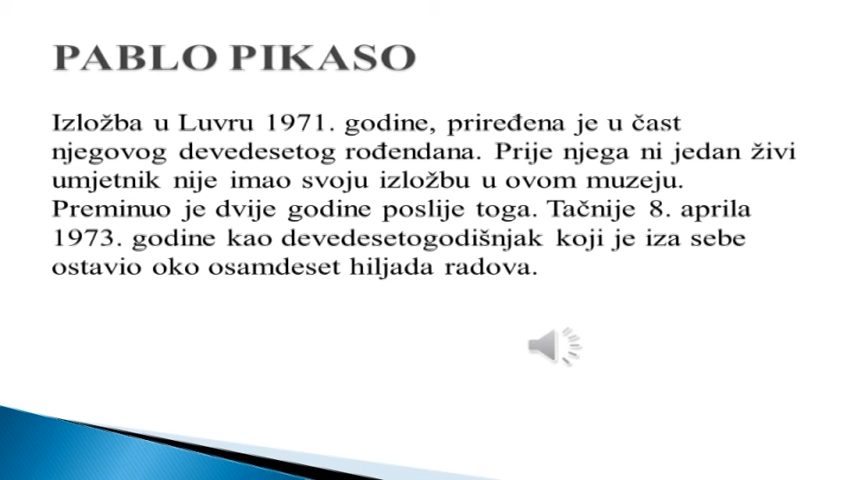 PABLO PIKASO
Izložba u Luvru 1971. godine, priređena je u čast
njegovog devedesetog rođendana. Prije njega ni jedan živi
umjetnik nije imao svoju izložbu u ovom muzeju.
Preminuo je dvije godine poslije toga. Tačnije 8. aprila
1973. godine kao devedesetogodišnjak koji je iza sebe
ostavio oko osamdeset hiljada radova.